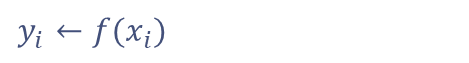 yᵢ ← f(xᵢ)